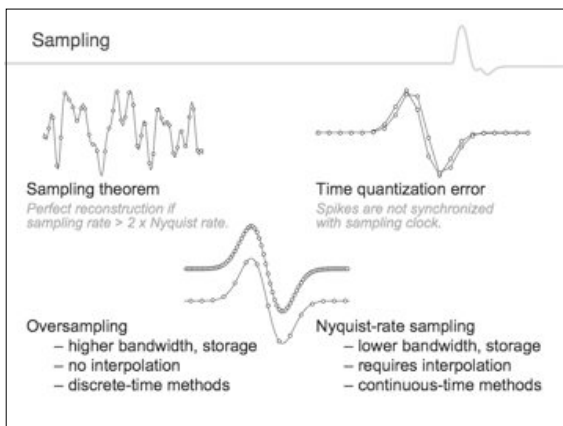 Sampling
Sampling theorem
Perfect reconstruction if
sampling rate > 2 x Nyquist rate.
Time quantization error
Spikes are not synchronized
with sampling clock.
Oversampling
– higher bandwidth, storage
– no interpolation
– discrete-time methods
Nyquist-rate sampling
– lower bandwidth, storage
– requires interpolation
– continuous-time methods